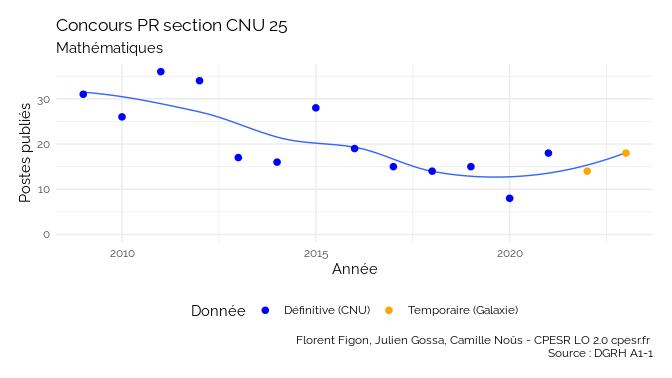 Concours PR section CNU 25
Mathématiques
Postes publiés
30
20
10
0
2010
2015
2020
Année
Donnée
Définitive (CNU)
Temporaire (Galaxie)
Florent Figon, Julien Gossa, Camille Noûs - CPESR LO 2.0 cpesr.fr
Source : DGRH A1-1